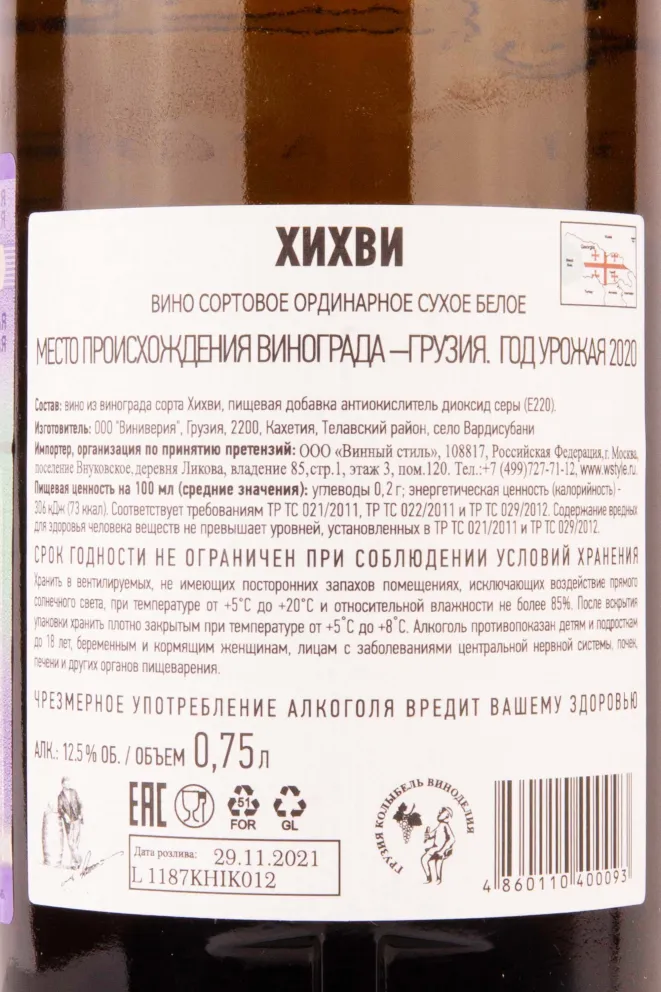 ХИХВИ
ВИНО СОРТОВОЕ ОРДИНАРНОЕ СУХОЕ БЕЛОЕ
МЕСТО ПРОИСХОЖДЕНИЯ ВИНОГРАДА –ГРУЗИЯ. ГОД УРОЖАЯ 2020
Состав: вино из винограда сорта Хихви, пищевая добавка антиокислитель диоксид серы (E220).
Изготовитель: ООО "Виниверия", Грузия, 2200, Кахетия, Телавский район, село Вардисубани
Импортер, организация по принятию претензий: ООО «Винный стиль», 108817, Российская Федерация, г. Москва,
поселение Внуковское, деревня Ликова, владение 85, стр.1, этаж 3, пом.120. Тел.:+7 (499)727-71-12, www.wstyle.ru.
Пищевая ценность на 100 мл (средние значения): углеводы 0,2 г; энергетическая ценность (калорийность) -
306 кДж (73 ккал). Соответствует требованиям ТР ТС 021/2011, ТР ТС 022/2011 и ТР ТС 029/2012. Содержание вредных
для здоровья человека веществ не превышает уровней, установленных в ТР ТС 021/2011 и ТР ТС 029/2012.
СРОК ГОДНОСТИ НЕ ОГРАНИЧЕН ПРИ СОБЛЮДЕНИИ УСЛОВИЙ ХРАНЕНИЯ
Хранить в вентилируемых, не имеющих посторонних запахов помещениях, исключающих воздействие прямого
солнечного света, при температуре от +5°C до +20°C и относительной влажности не более 85%. После вскрытия
упаковки хранить плотно закрытым при температуре от +5°C до +8°C. Алкоголь противопоказан детям и подросткам
до 18 лет, беременным и кормящим женщинам, лицам с заболеваниями центральной нервной системы, почек,
печени и других органов пищеварения.
ЧРЕЗМЕРНОЕ УПОТРЕБЛЕНИЕ АЛКОГОЛЯ ВРЕДИТ ВАШЕМУ ЗДОРОВЬЮ
АЛК.: 12.5% ОБ. / ОБЪЕМ 0,75л
EAC 51 FOR GL
Дата розлива: 29.11.2021
L 1187KHIK012
ГРУЗИЯ КОЛЫБЕЛЬ ВИНОДЕЛИЯ
4 860110 400093